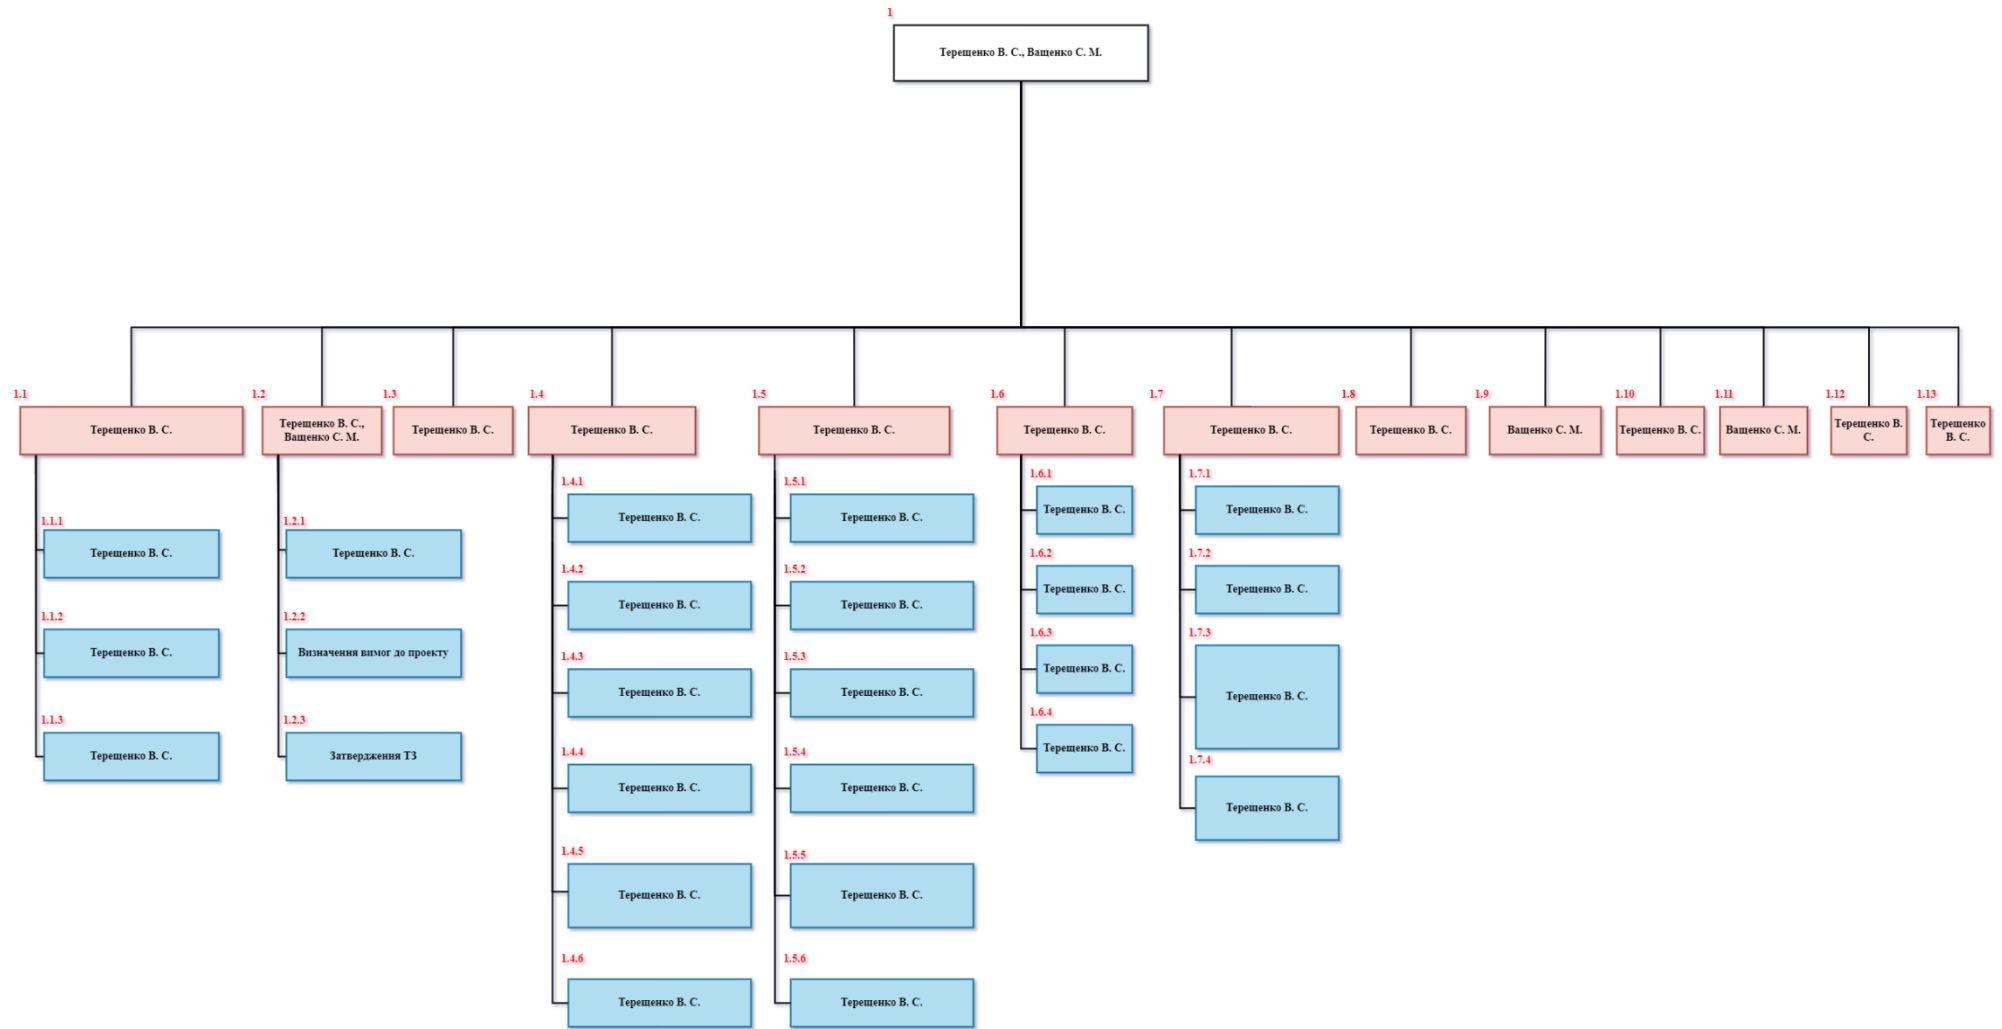 1
Терещенко В. С., Ващенко С. М.
1.1
Терещенко В. С.
1.1.1
Терещенко В. С.
1.1.2
Терещенко В. С.
1.1.3
Терещенко В. С.
1.2
Терещенко В. С.,
Ващенко С. М.
1.2.1
Терещенко В. С.
1.2.2
Визначення вимог до проекту
1.2.3
Затвердження ТЗ
1.3
Терещенко В. С.
1.4
Терещенко В. С.
1.4.1
Терещенко В. С.
1.4.2
Терещенко В. С.
1.4.3
Терещенко В. С.
1.4.4
Терещенко В. С.
1.4.5
Терещенко В. С.
1.4.6
Терещенко В. С.
1.5
Терещенко В. С.
1.5.1
Терещенко В. С.
1.5.2
Терещенко В. С.
1.5.3
Терещенко В. С.
1.5.4
Терещенко В. С.
1.5.5
Терещенко В. С.
1.5.6
Терещенко В. С.
1.6
Терещенко В. С.
1.6.1
Терещенко В. С.
1.6.2
Терещенко В. С.
1.6.3
Терещенко В. С.
1.6.4
Терещенко В. С.
1.7
Терещенко В. С.
1.7.1
Терещенко В. С.
1.7.2
Терещенко В. С.
1.7.3
Терещенко В. С.
1.7.4
Терещенко В. С.
1.8
Терещенко В. С.
1.9
Ващенко С. М.
1.10
Терещенко В. С.
1.11
Ващенко С. М.
1.12
Терещенко В.
С.
1.13
Терещенко
В. С.